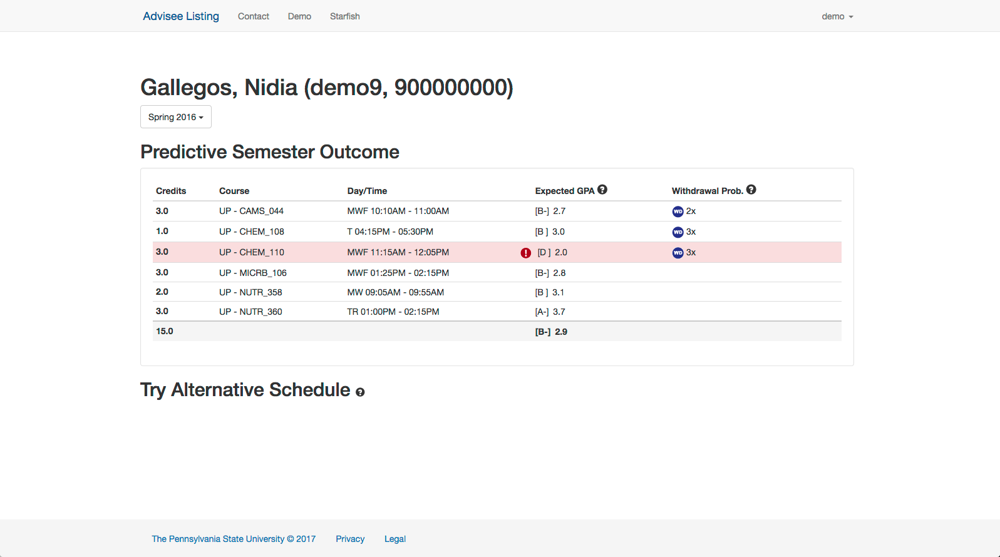 Advisee Listing Contact Demo Starfish demo
Gallegos, Nidia (demo9, 900000000)
Spring 2016
Predictive Semester Outcome
Credits Course Day/Time Expected GPA ? Withdrawal Prob. ?
3.0 UP - CAMS_044 MWF 10:10AM - 11:00AM [B-] 2.7 WD 2x
1.0 UP - CHEM_108 T 04:15PM - 05:30PM [B ] 3.0 WD 3x
3.0 UP - CHEM_110 MWF 11:15AM - 12:05PM ! [D ] 2.0 WD 3x
3.0 UP - MICRB_106 MWF 01:25PM - 02:15PM [B-] 2.8
2.0 UP - NUTR_358 MW 09:05AM - 09:55AM [B ] 3.1
3.0 UP - NUTR_360 TR 01:00PM - 02:15PM [A-] 3.7
15.0 [B-] 2.9
Try Alternative Schedule ?
The Pennsylvania State University © 2017 Privacy Legal